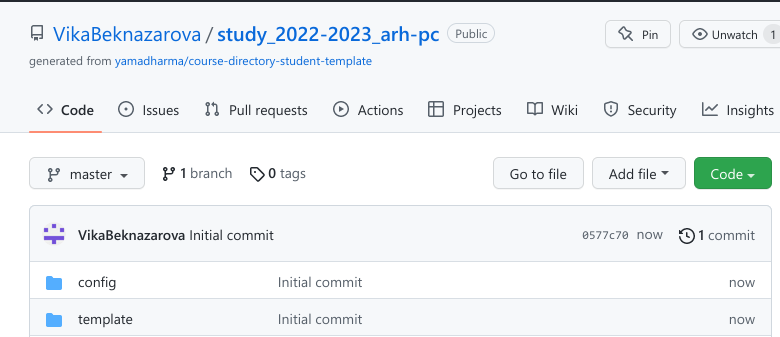 VikaBeknazarova / study_2022-2023_arh-pc Public Pin Unwatch 1
generated from yamadharma/course-directory-student-template
Code Issues Pull requests Actions Projects Wiki Security Insights
master 1 branch 0 tags Go to file Add file Code
VikaBeknazarova Initial commit 0577c70 now 1 commit
config Initial commit now
template Initial commit now